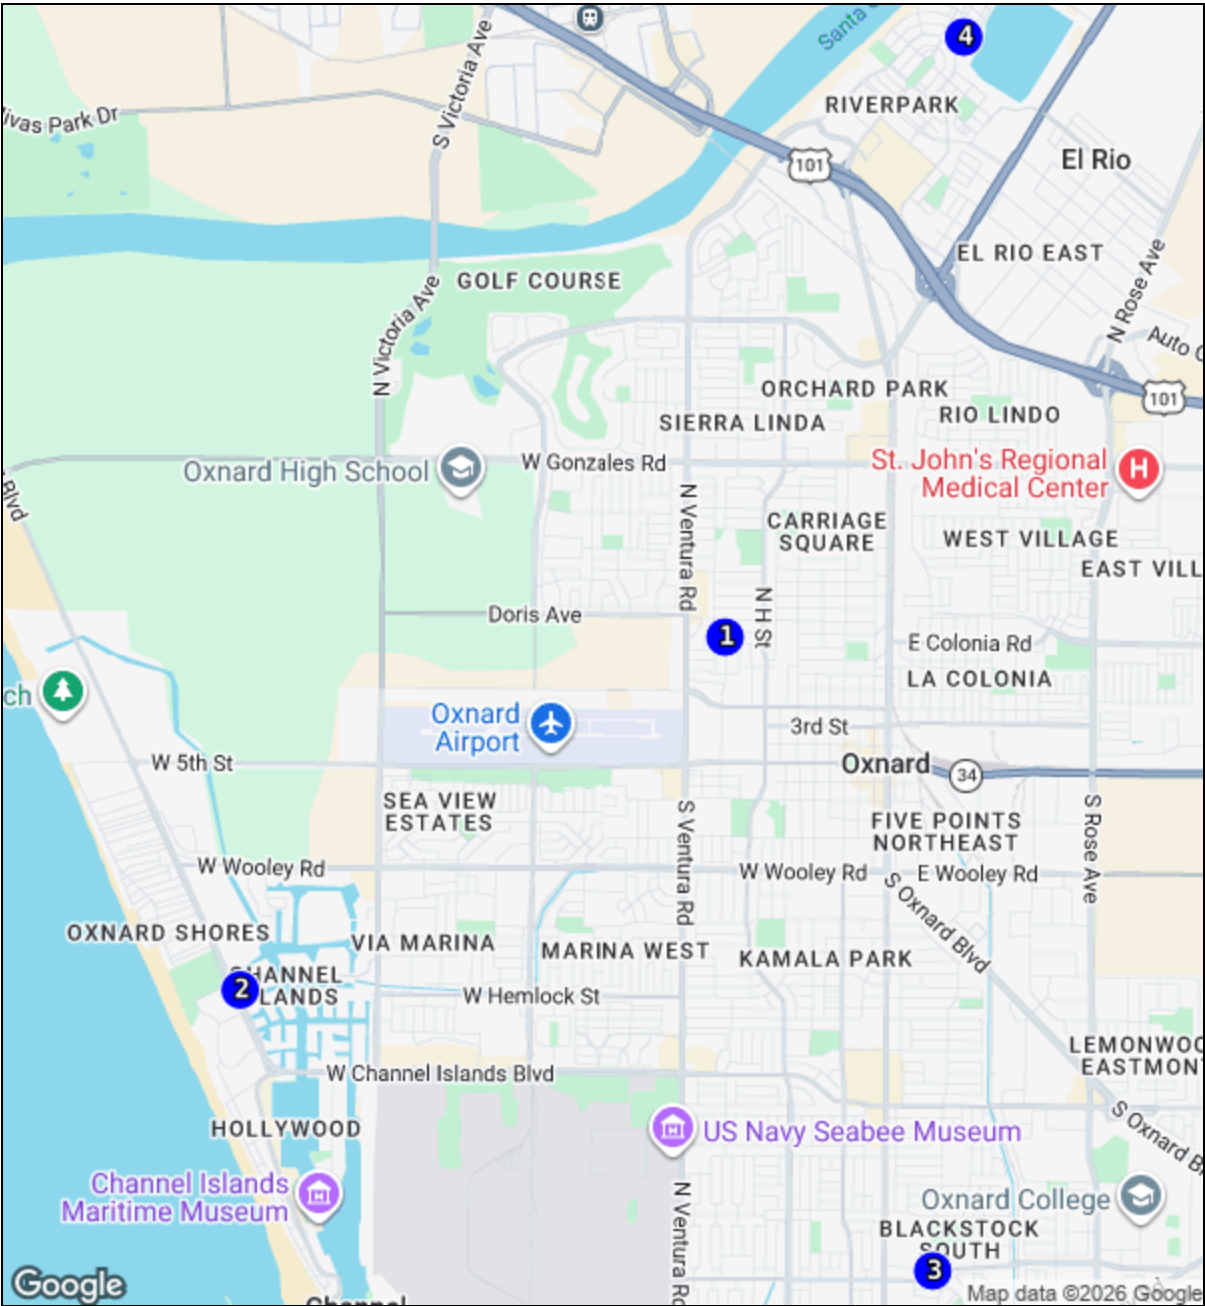 4
Santa
S Victoria Ave
RIVERPARK
ivas Park Dr
101
El Rio
EL RIO EAST
N Rose Ave
GOLF COURSE
N Victoria Ave
Auto
ORCHARD PARK
101
SIERRA LINDA
RIO LINDO
W Gonzales Rd
Oxnard High School
St. John's Regional
Medical Center
H
Blvd
N Ventura Rd
CARRIAGE
SQUARE
WEST VILLAGE
EAST VILL
Doris Ave
N H St
1
E Colonia Rd
LA COLONIA
ch
Oxnard
Airport
3rd St
W 5th St
Oxnard
34
SEA VIEW
ESTATES
S Ventura Rd
FIVE POINTS
NORTHEAST
S Rose Ave
W Wooley Rd
W Wooley Rd
E Wooley Rd
S Oxnard Blvd
OXNARD SHORES
VIA MARINA
MARINA WEST
KAMALA PARK
CHANNEL
LANDS
2
W Hemlock St
LEMONWOO
EASTMON
W Channel Islands Blvd
S Oxnard B
HOLLYWOOD
US Navy Seabee Museum
Channel Islands
Maritime Museum
N Ventura Rd
Oxnard College
BLACKSTOCK
SOUTH
3
Google
Channel
Map data ©2026 Google